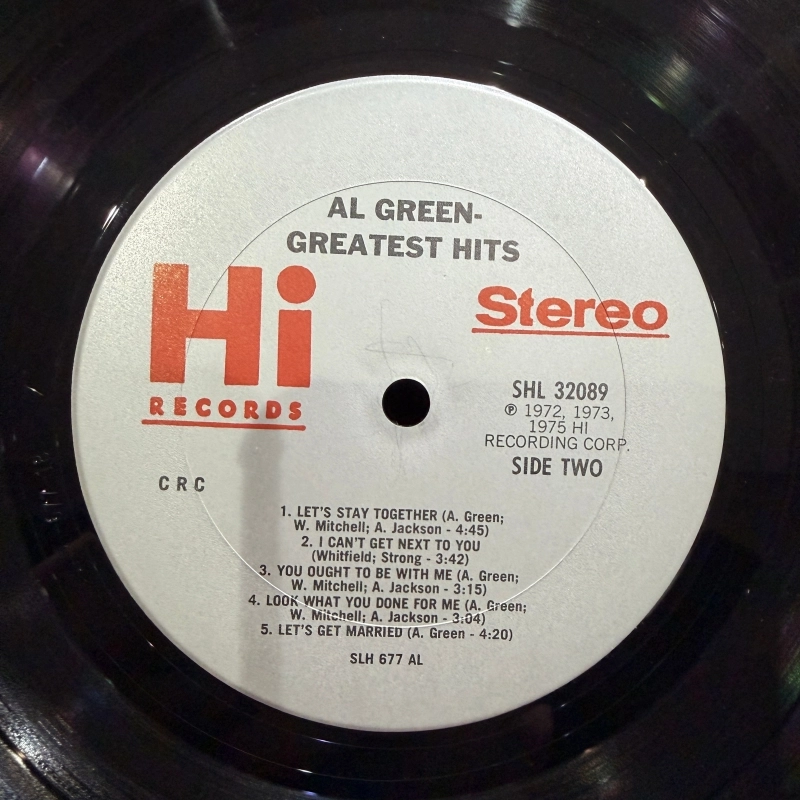 AL GREEN-
GREATEST HITS
Hi
RECORDS
Stereo
SHL 32089
℗ 1972, 1973,
1975 HI
RECORDING CORP.
SIDE TWO
CRC
1. LET'S STAY TOGETHER (A. Green;
W. Mitchell; A. Jackson - 4:45)
2. I CAN'T GET NEXT TO YOU
(Whitfield; Strong - 3:42)
3. YOU OUGHT TO BE WITH ME (A. Green;
W. Mitchell; A. Jackson - 3:15)
4. LOOK WHAT YOU DONE FOR ME (A. Green;
W. Mitchell; A. Jackson - 3:04)
5. LET'S GET MARRIED (A. Green - 4:20)
SLH 677 AL